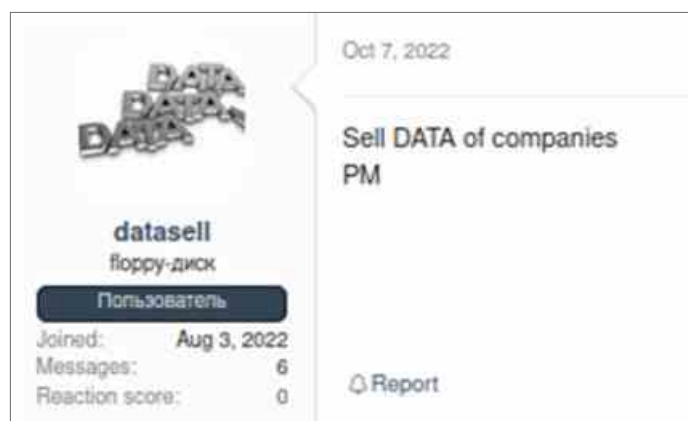 DATA
DATA
DATA
datasell
floppy-диск
Пользователь
Joined: Aug 3, 2022
Messages: 6
Reaction score: 0
Oct 7, 2022
Sell DATA of companies
PM
Report